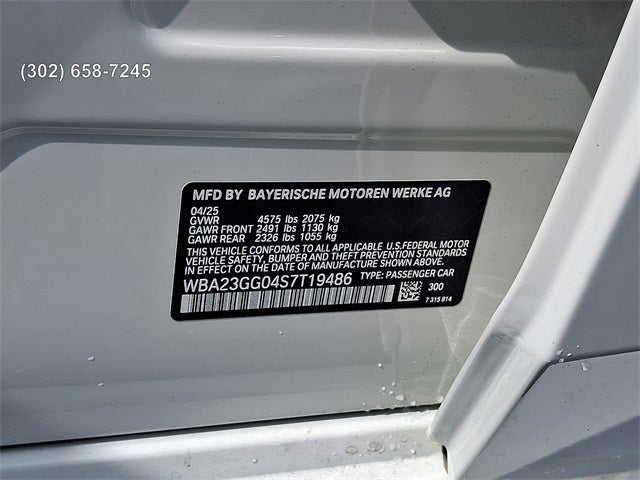 (302) 658-7245
MFD BY BAYERISCHE MOTOREN WERKE AG
04/25
GVWR 4575 lbs 2075 kg
GAWR FRONT 2491 lbs 1130 kg
GAWR REAR 2326 lbs 1055 kg
THIS VEHICLE CONFORMS TO ALL APPLICABLE U.S.FEDERAL MOTOR
VEHICLE SAFETY, BUMPER AND THEFT PREVENTION STANDARDS
IN EFFECT ON THE DATE OF MANUFACTURE SHOWN ABOVE.
WBA23GG04S7T19486 TYPE: PASSENGER CAR
300
7 315 814